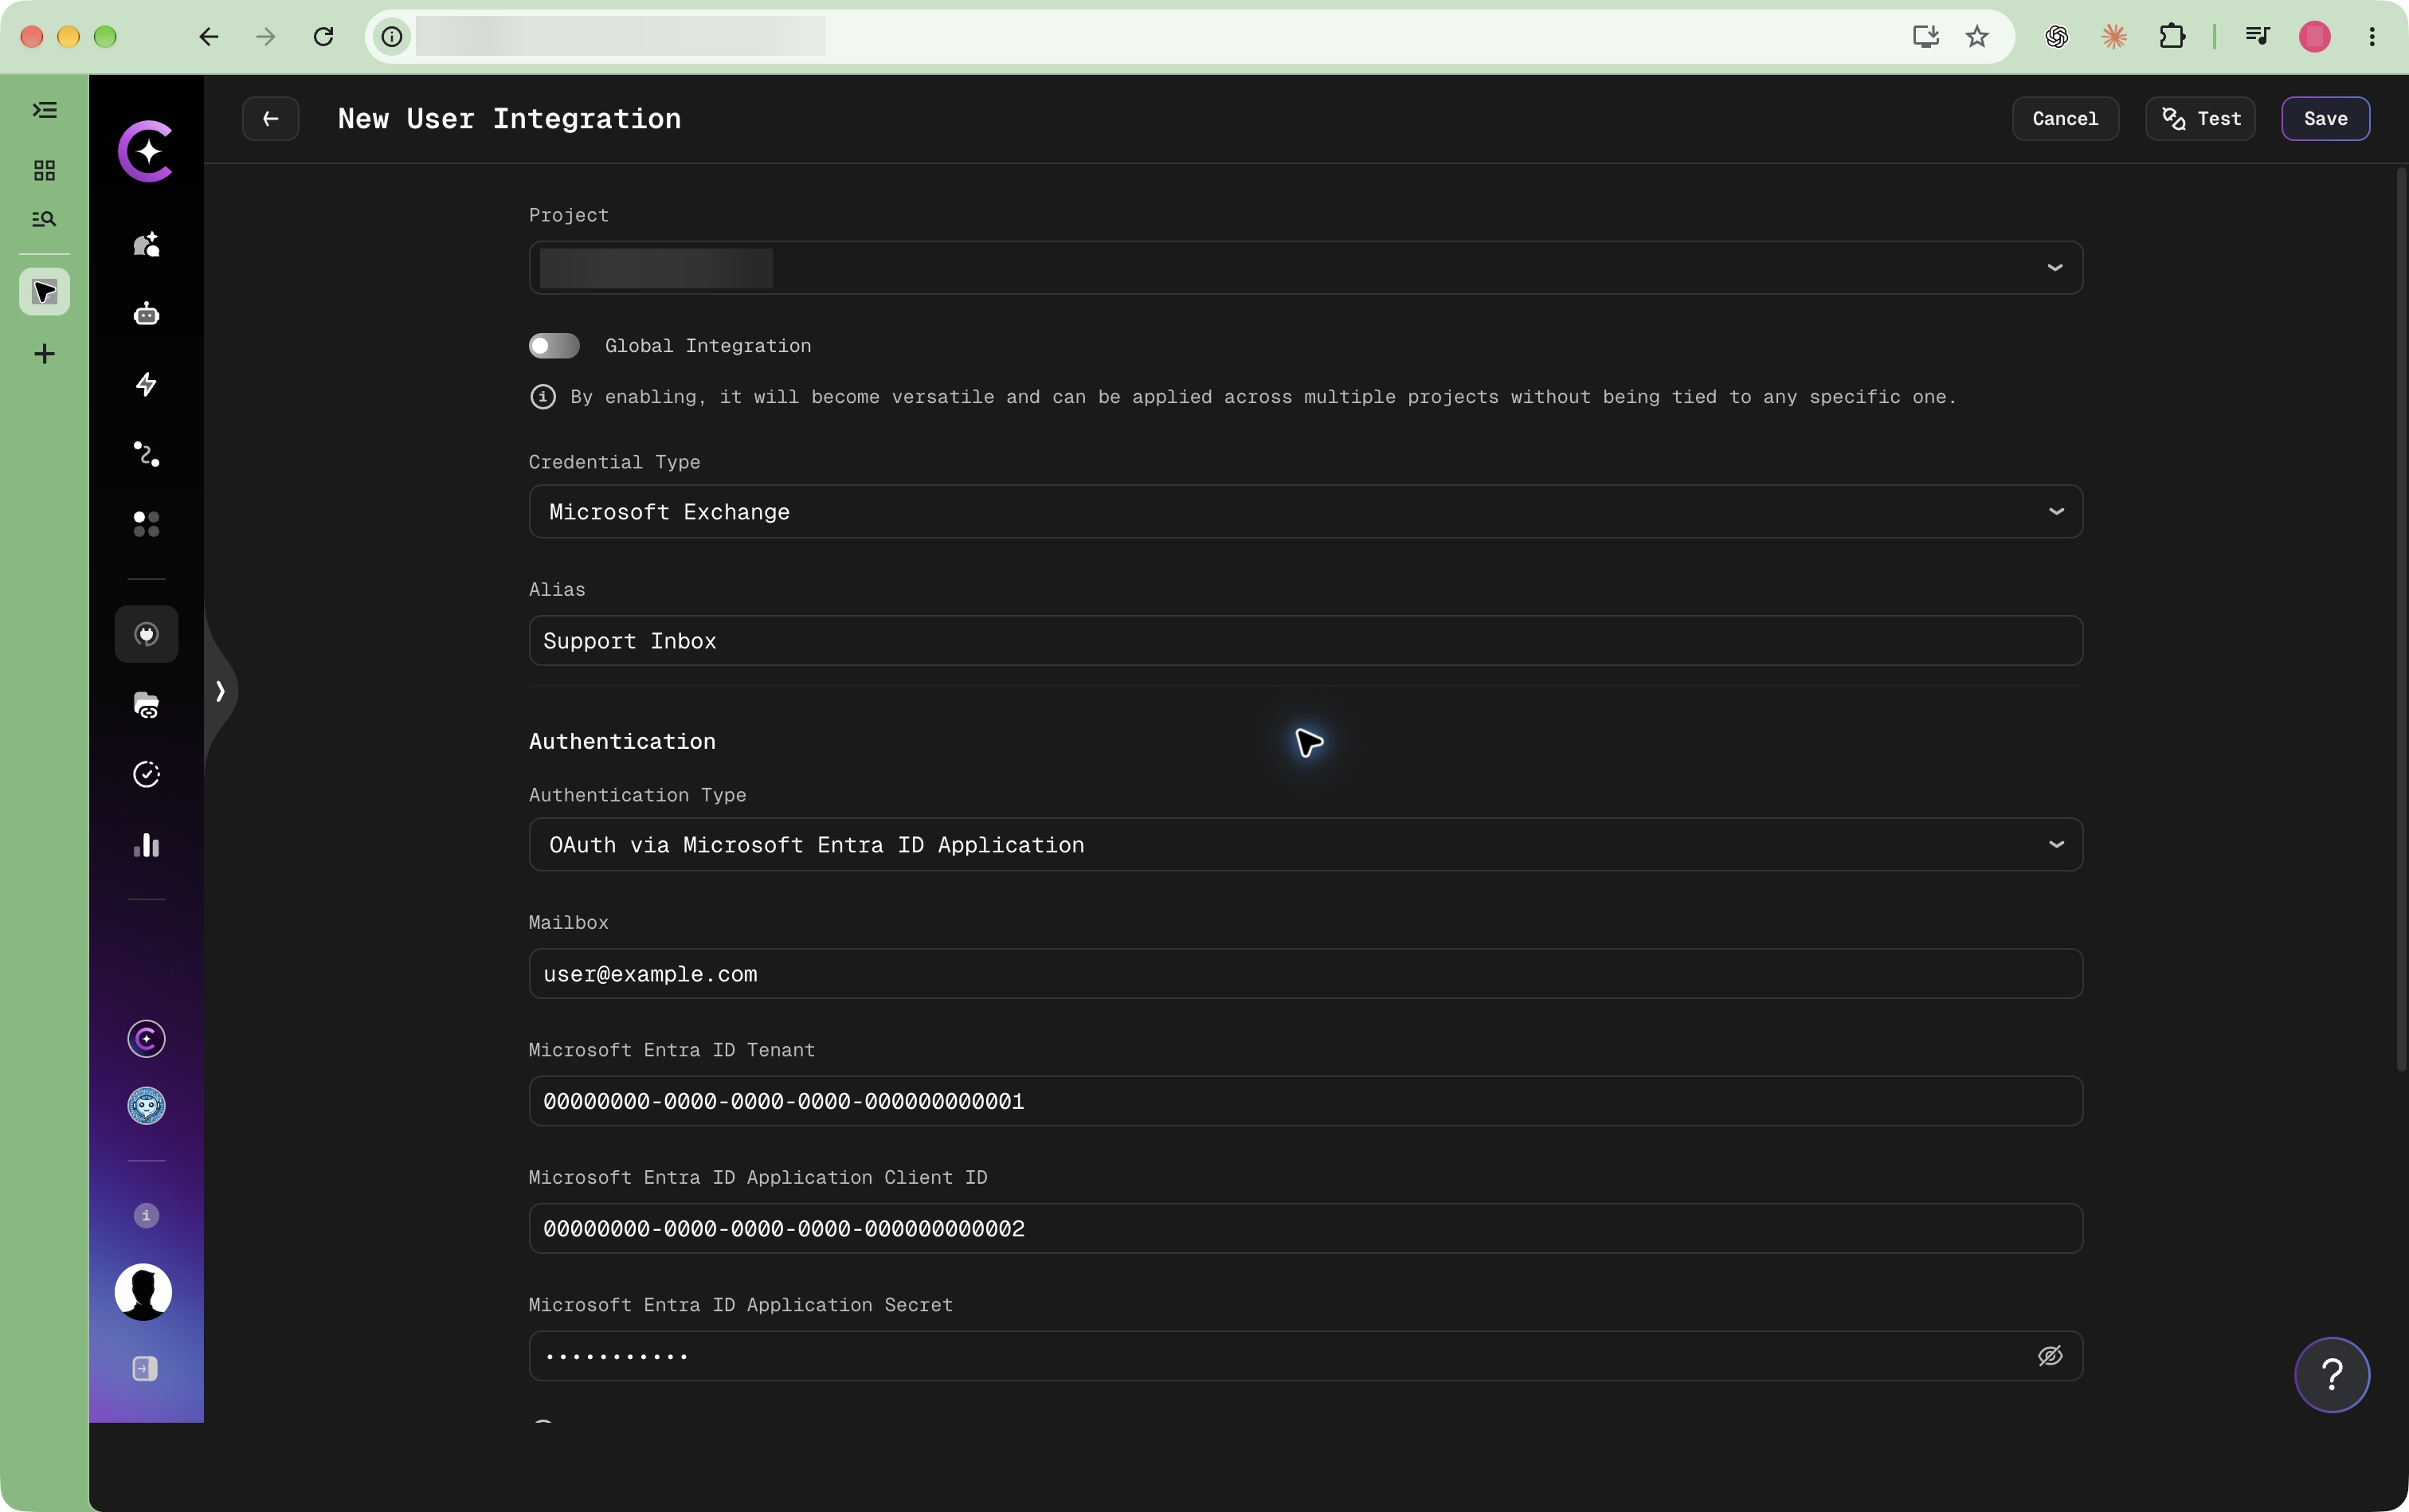 New User Integration
Cancel
Test
Save
Project
Global Integration
By enabling, it will become versatile and can be applied across multiple projects without being tied to any specific one.
Credential Type
Microsoft Exchange
Alias
Support Inbox
Authentication
Authentication Type
OAuth via Microsoft Entra ID Application
Mailbox
user@example.com
Microsoft Entra ID Tenant
00000000-0000-0000-0000-000000000001
Microsoft Entra ID Application Client ID
00000000-0000-0000-0000-000000000002
Microsoft Entra ID Application Secret
•••••••••••
?